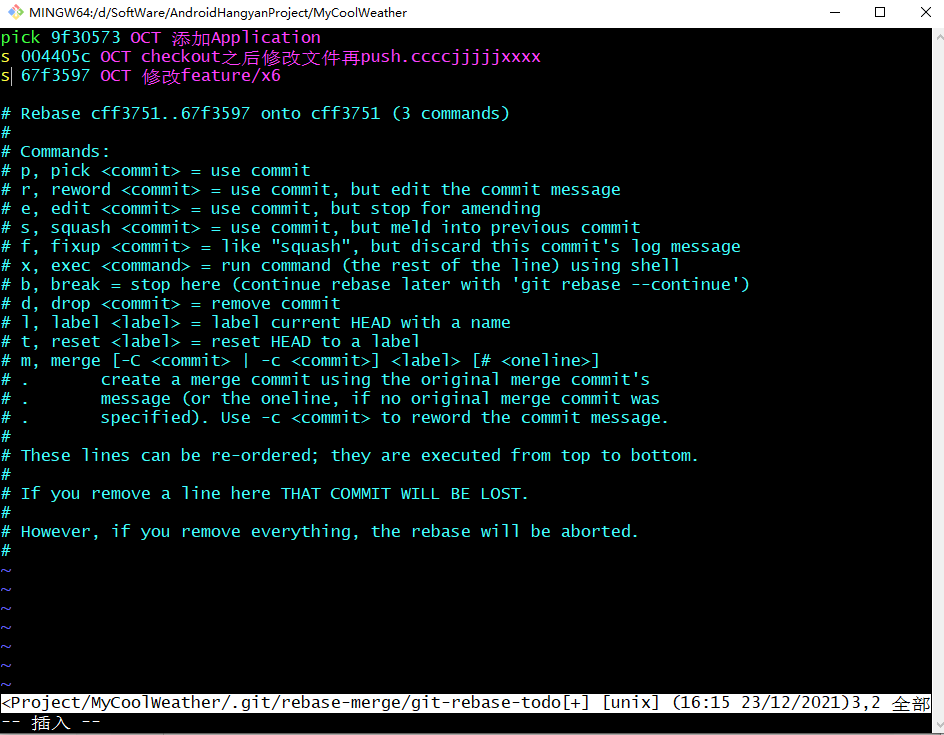 MINGW64:/d/SoftWare/AndroidHangyanProject/MyCoolWeather
pick 9f30573 OCT 添加Application
s 004405c OCT checkout之后修改文件再push.ccccjjjjjxxxx
s 67f3597 OCT 修改feature/x6
# Rebase cff3751..67f3597 onto cff3751 (3 commands)
#
# Commands:
# p, pick <commit> = use commit
# r, reword <commit> = use commit, but edit the commit message
# e, edit <commit> = use commit, but stop for amending
# s, squash <commit> = use commit, but meld into previous commit
# f, fixup <commit> = like "squash", but discard this commit's log message
# x, exec <command> = run command (the rest of the line) using shell
# b, break = stop here (continue rebase later with 'git rebase --continue')
# d, drop <commit> = remove commit
# l, label <label> = label current HEAD with a name
# t, reset <label> = reset HEAD to a label
# m, merge [-C <commit> | -c <commit>] <label> [# <oneline>]
# .       create a merge commit using the original merge commit's
# .       message (or the oneline, if no original merge commit was
# .       specified). Use -c <commit> to reword the commit message.
#
# These lines can be re-ordered; they are executed from top to bottom.
#
# If you remove a line here THAT COMMIT WILL BE LOST.
#
# However, if you remove everything, the rebase will be aborted.
#
~
~
~
~
~
~
~
<Project/MyCoolWeather/.git/rebase-merge/git-rebase-todo[+] [unix] (16:15 23/12/2021)3,2 全部
-- 插入 --